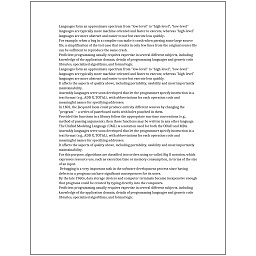 Languages form an approximate spectrum from "low-level" to "high-level"; "low-level"
languages are typically more machine-oriented and faster to execute, whereas "high-level"
languages are more abstract and easier to use but execute less quickly.
For example, when a bug in a compiler can make it crash when parsing some large source
file, a simplification of the test case that results in only few lines from the original source file
can be sufficient to reproduce the same crash.
Proficient programming usually requires expertise in several different subjects, including
knowledge of the application domain, details of programming languages and generic code
libraries, specialized algorithms, and formal logic.
Languages form an approximate spectrum from "low-level" to "high-level"; "low-level"
languages are typically more machine-oriented and faster to execute, whereas "high-level"
languages are more abstract and easier to use but execute less quickly.
It affects the aspects of quality above, including portability, usability and most importantly
maintainability.
Assembly languages were soon developed that let the programmer specify instruction in a
text format (e.g., ADD X, TOTAL), with abbreviations for each operation code and
meaningful names for specifying addresses.
In 1801, the Jacquard loom could produce entirely different weaves by changing the
"program" – a series of pasteboard cards with holes punched in them.
Provided the functions in a library follow the appropriate run-time conventions (e.g.,
method of passing arguments), then these functions may be written in any other language.
The Unified Modeling Language (UML) is a notation used for both the OOAD and MDA.
Assembly languages were soon developed that let the programmer specify instruction in a
text format (e.g., ADD X, TOTAL), with abbreviations for each operation code and
meaningful names for specifying addresses.
It affects the aspects of quality above, including portability, usability and most importantly
maintainability.
For this purpose algorithms are classified into orders using so-called Big O notation, which
expresses resource use, such as execution time or memory consumption, in terms of the size
of an input.
Debugging is a very important task in the software development process since having
defects in a program can have significant consequences for its users.
By the late 1960s, data storage devices and computer terminals became inexpensive enough
that programs could be created by typing directly into the computers.
Proficient programming usually requires expertise in several different subjects, including
knowledge of the application domain, details of programming languages and generic code
libraries, specialized algorithms, and formal logic.